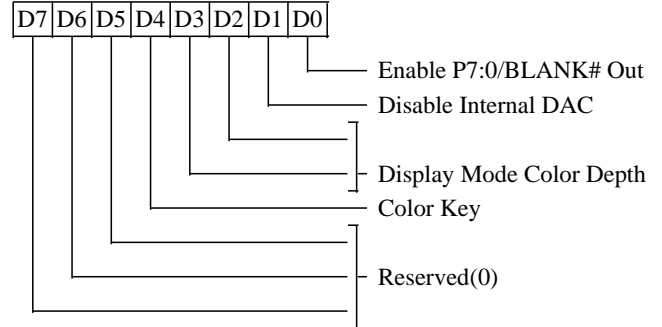 D7 D6 D5 D4 D3 D2 D1 D0
Enable P7:0/BLANK# Out
Disable Internal DAC
Display Mode Color Depth
Color Key
Reserved(0)